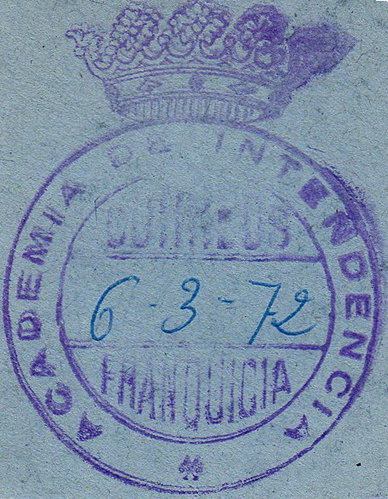 ACADEMIA DE INTENDENCIA
CORREOS
6-3-72
FRANQUICIA